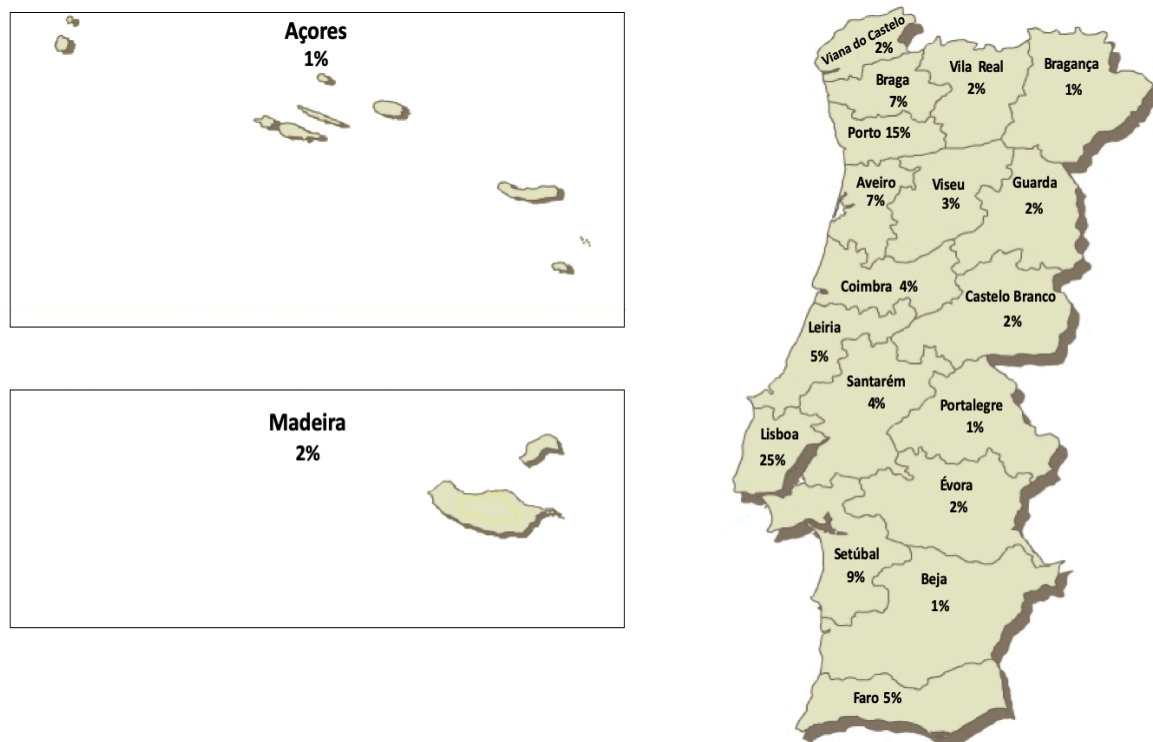 Açores
1%
Madeira
2%
Viana do Castelo
2%
Braga
7%
Vila Real
2%
Bragança
1%
Porto 15%
Aveiro
7%
Viseu
3%
Guarda
2%
Coimbra 4%
Castelo Branco
2%
Leiria
5%
Santarém
4%
Portalegre
1%
Lisboa
25%
Évora
2%
Setúbal
9%
Beja
1%
Faro 5%